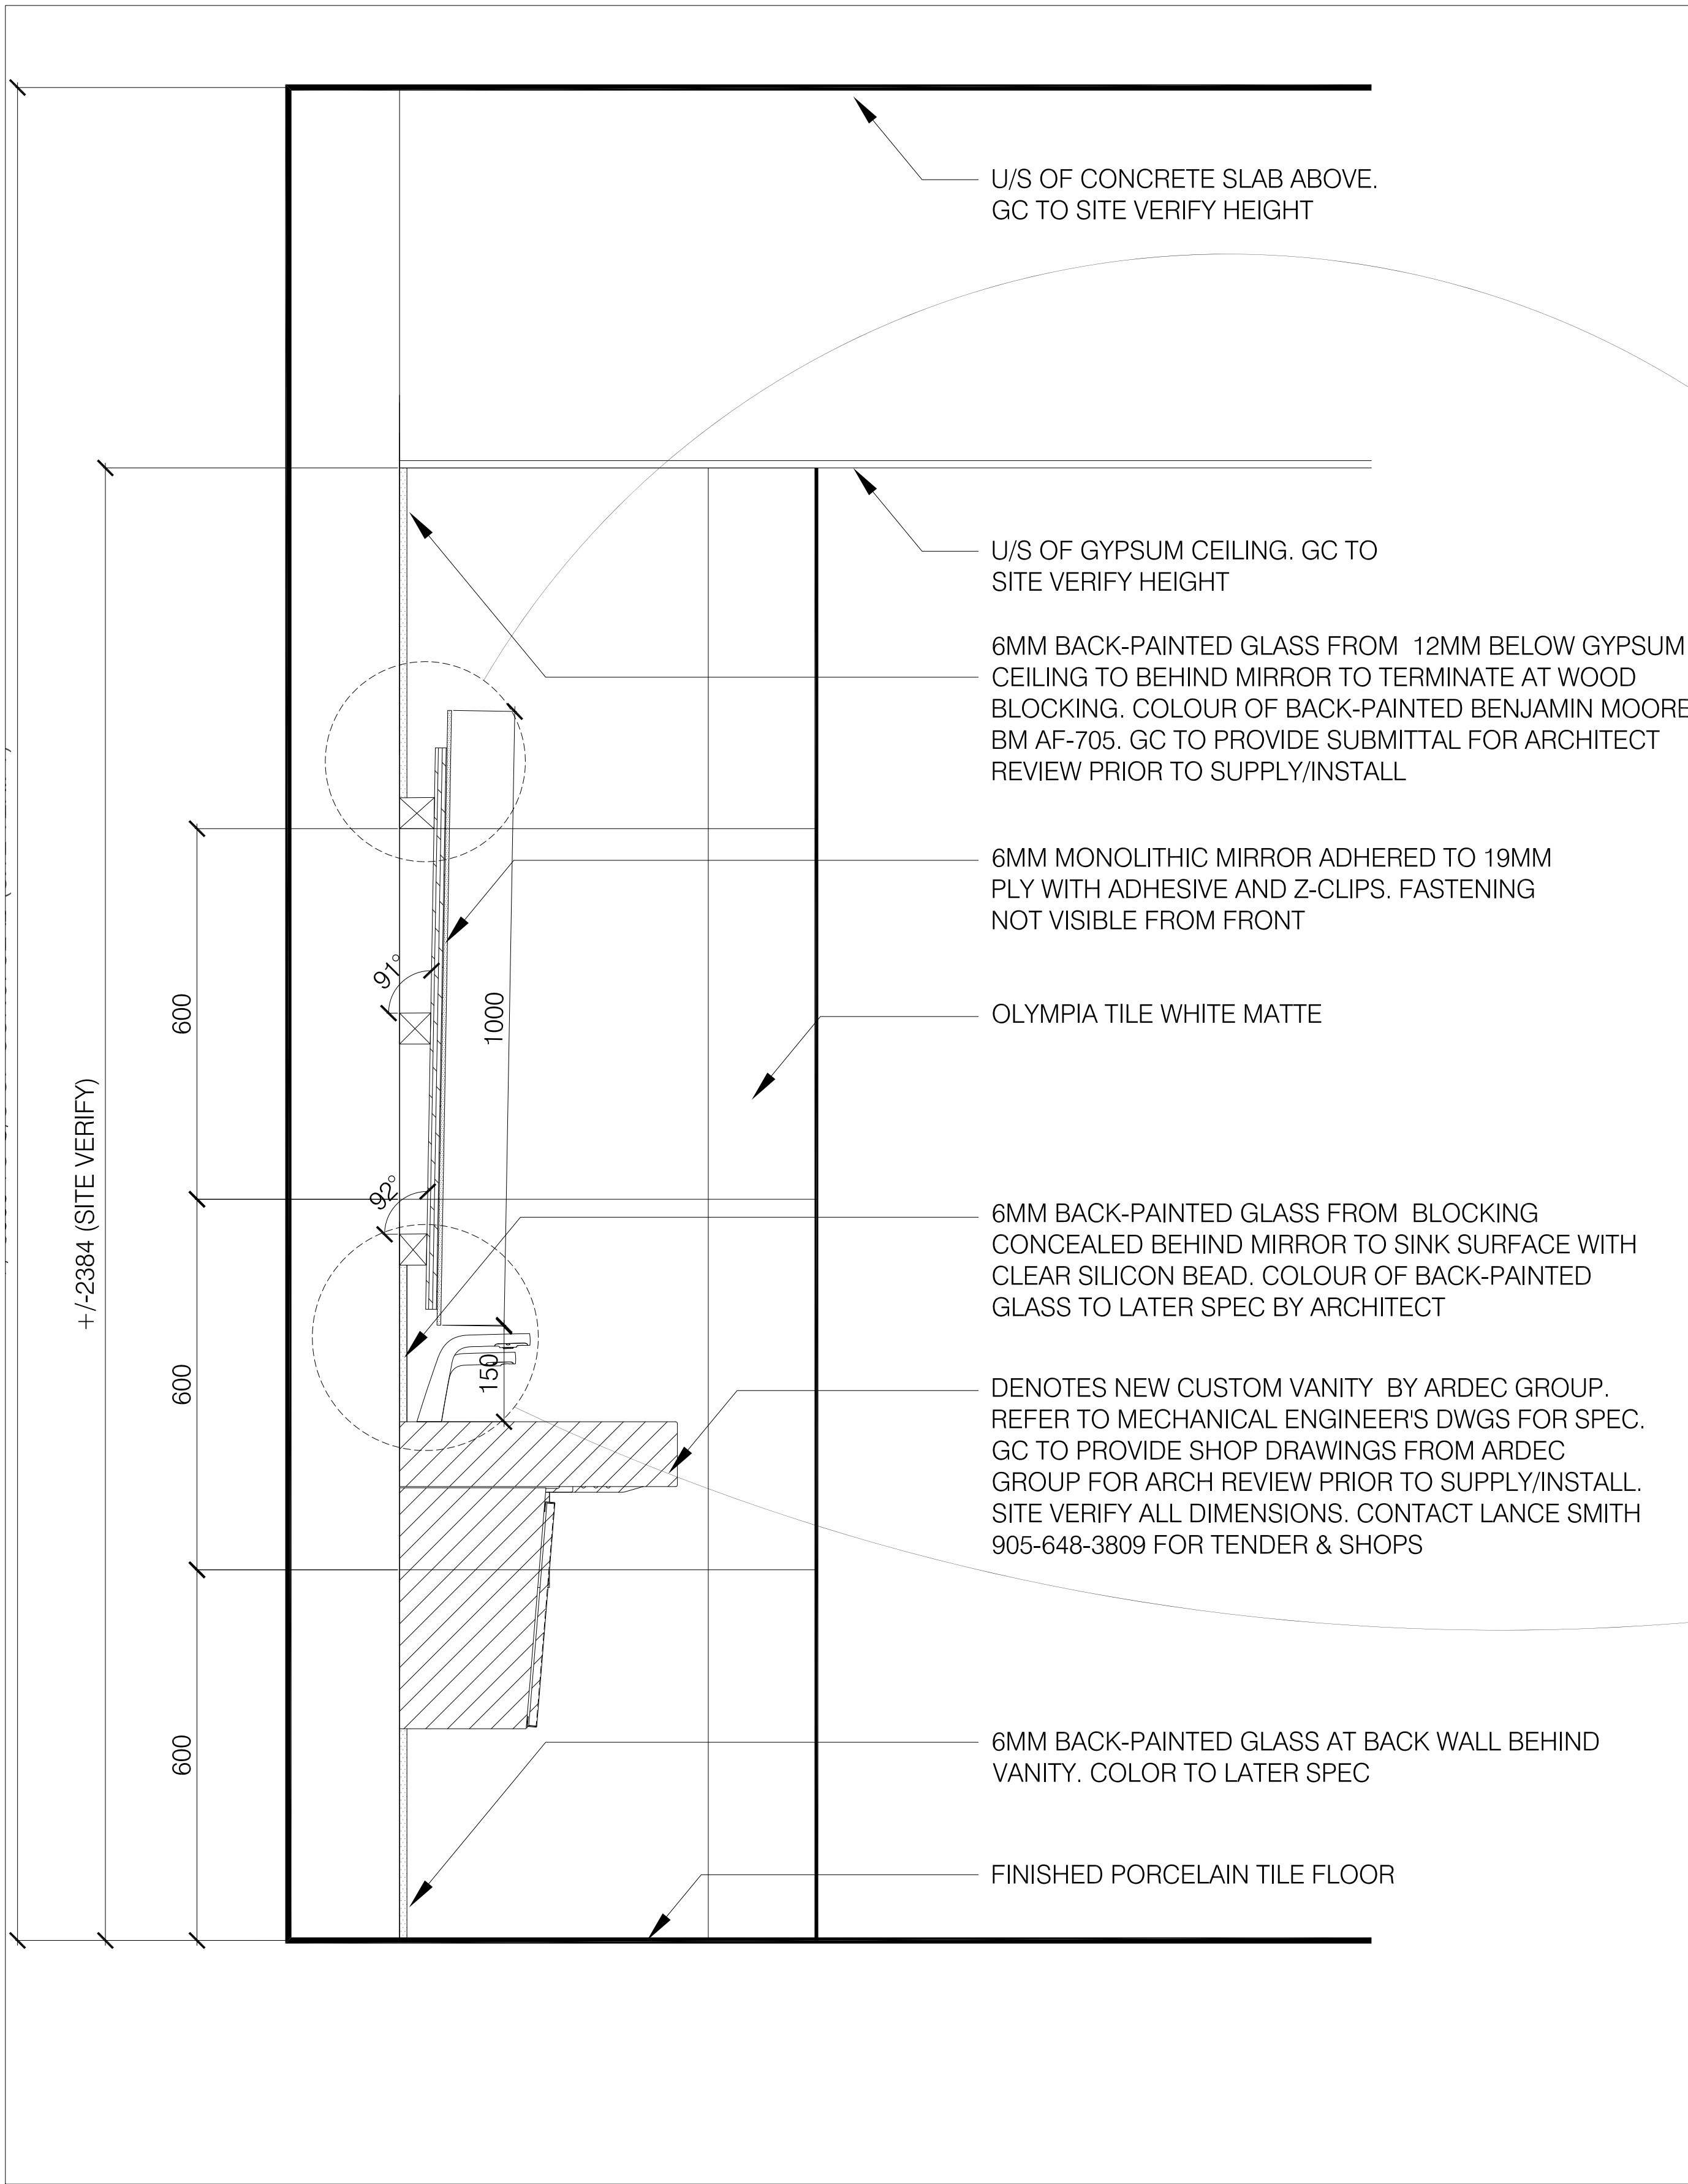 U/S OF CONCRETE SLAB ABOVE.
GC TO SITE VERIFY HEIGHT
U/S OF GYPSUM CEILING. GC TO
SITE VERIFY HEIGHT
6MM BACK-PAINTED GLASS FROM  12MM BELOW GYPSUM
CEILING TO BEHIND MIRROR TO TERMINATE AT WOOD
BLOCKING. COLOUR OF BACK-PAINTED BENJAMIN MOORE
BM AF-705. GC TO PROVIDE SUBMITTAL FOR ARCHITECT
REVIEW PRIOR TO SUPPLY/INSTALL
6MM MONOLITHIC MIRROR ADHERED TO 19MM
PLY WITH ADHESIVE AND Z-CLIPS. FASTENING
NOT VISIBLE FROM FRONT
OLYMPIA TILE WHITE MATTE
6MM BACK-PAINTED GLASS FROM  BLOCKING
CONCEALED BEHIND MIRROR TO SINK SURFACE WITH
CLEAR SILICON BEAD. COLOUR OF BACK-PAINTED
GLASS TO LATER SPEC BY ARCHITECT
DENOTES NEW CUSTOM VANITY  BY ARDEC GROUP.
REFER TO MECHANICAL ENGINEER'S DWGS FOR SPEC.
GC TO PROVIDE SHOP DRAWINGS FROM ARDEC
GROUP FOR ARCH REVIEW PRIOR TO SUPPLY/INSTALL.
SITE VERIFY ALL DIMENSIONS. CONTACT LANCE SMITH
905-648-3809 FOR TENDER & SHOPS
6MM BACK-PAINTED GLASS AT BACK WALL BEHIND
VANITY. COLOR TO LATER SPEC
FINISHED PORCELAIN TILE FLOOR
+/-2384 (SITE VERIFY)
600
600
600
91°
92°
1000
150